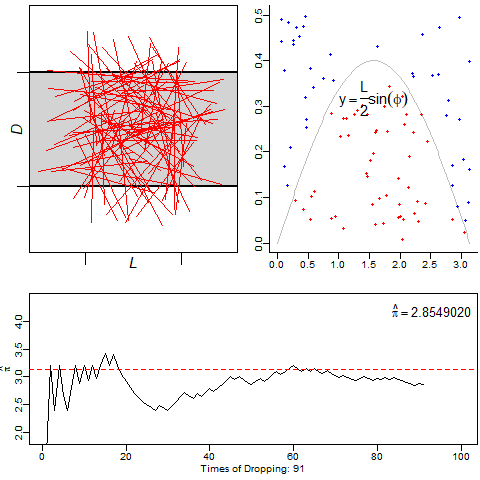 D
L
0.0 0.1 0.2 0.3 0.4 0.5
y = L/2 sin(ϕ)
0.0 0.5 1.0 1.5 2.0 2.5 3.0
π̂ = 2.8549020
π̂
2.0 2.5 3.0 3.5 4.0
0 20 40 60 80 100
Times of Dropping: 91